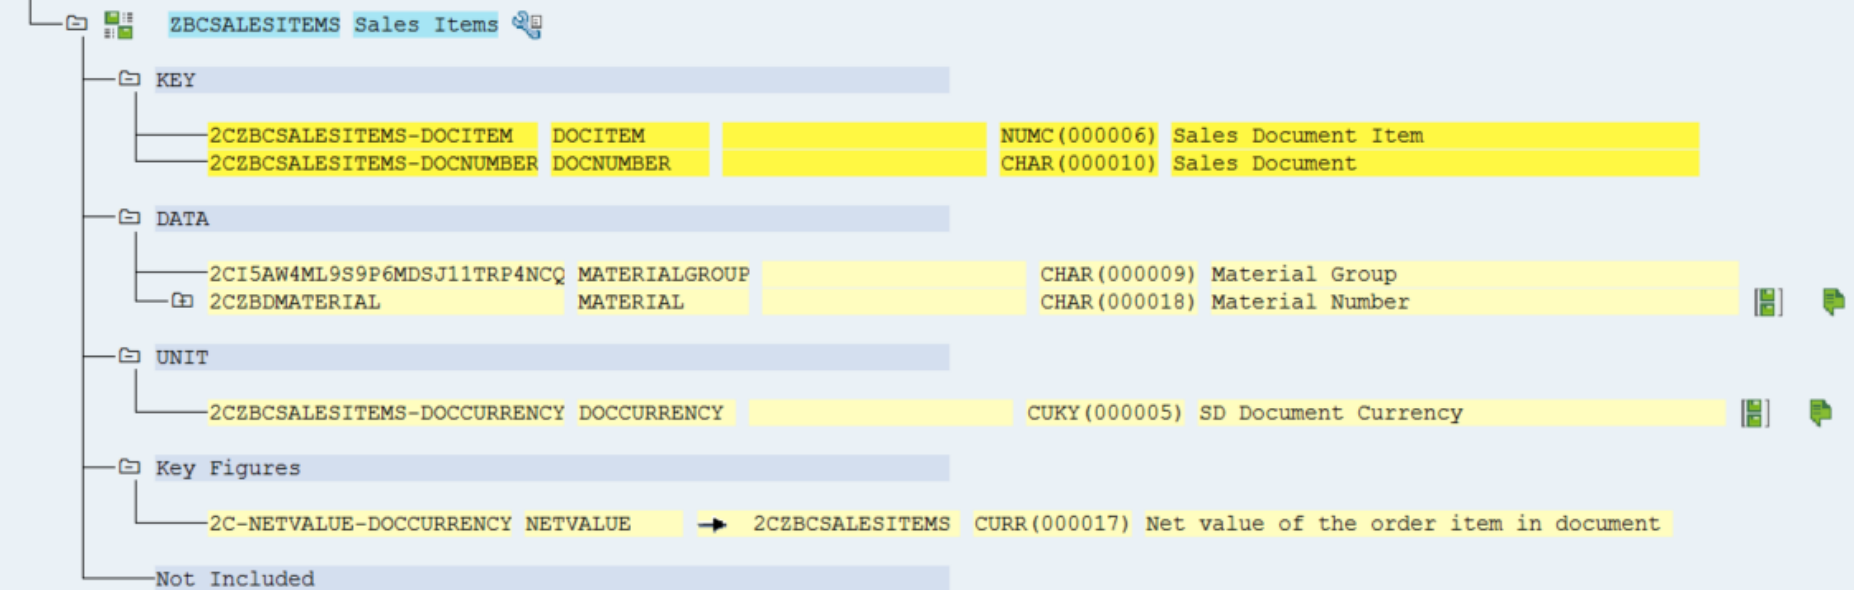 ZBCSALESITEMS Sales Items
KEY
2CZBCSALESITEMS-DOCITEM DOCITEM NUMC(000006) Sales Document Item
2CZBCSALESITEMS-DOCNUMBER DOCNUMBER CHAR(000010) Sales Document
DATA
2CI5AW4ML9S9P6MDSJ11TRP4NCQ MATERIALGROUP CHAR(000009) Material Group
2CZBDMATERIAL MATERIAL CHAR(000018) Material Number
UNIT
2CZBCSALESITEMS-DOCCURRENCY DOCCURRENCY CUKY(000005) SD Document Currency
Key Figures
2C-NETVALUE-DOCCURRENCY NETVALUE 2CZBCSALESITEMS CURR(000017) Net value of the order item in document
Not Included